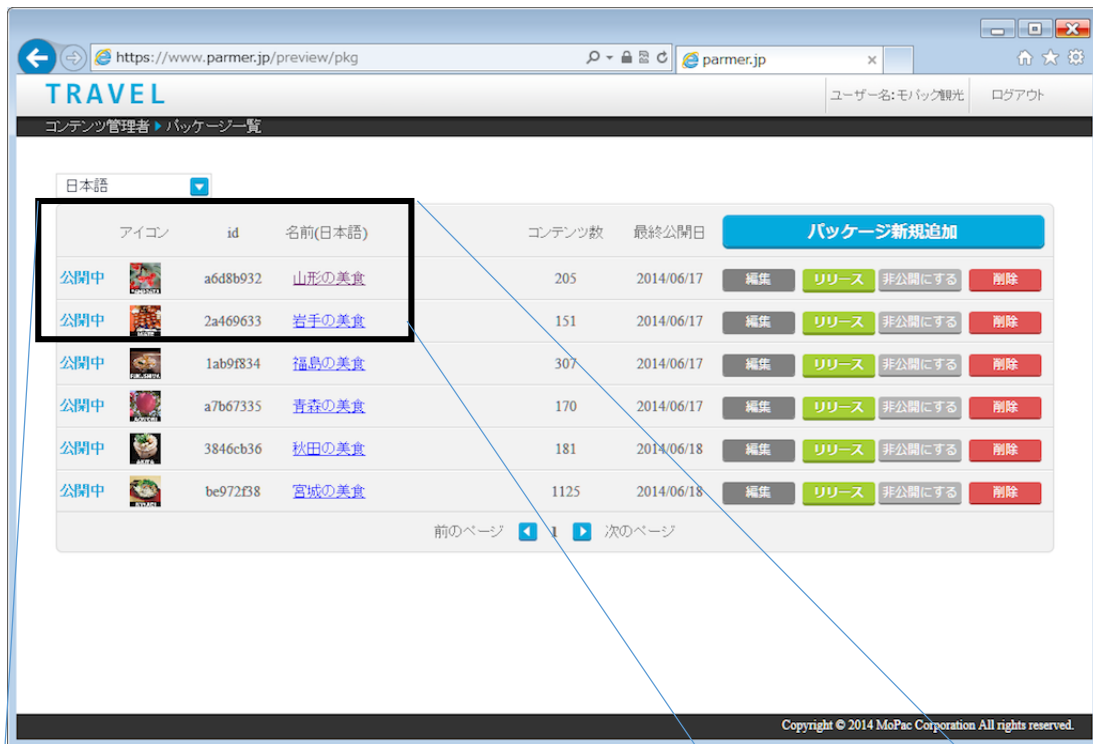 https://www.parmer.jp/preview/pkg
parmer.jp
TRAVEL
ユーザー名:モパック観光 ログアウト
コンテンツ管理者 パッケージ一覧
日本語
アイコン id 名前(日本語) コンテンツ数 最終公開日 パッケージ新規追加
公開中 a6d8b932 山形の美食 205 2014/06/17 編集 リリース 非公開にする 削除
公開中 2a469633 岩手の美食 151 2014/06/17 編集 リリース 非公開にする 削除
公開中 1ab9f834 福島の美食 307 2014/06/17 編集 リリース 非公開にする 削除
公開中 a7b67335 青森の美食 170 2014/06/17 編集 リリース 非公開にする 削除
公開中 3846cb36 秋田の美食 181 2014/06/18 編集 リリース 非公開にする 削除
公開中 be972f38 宮城の美食 1125 2014/06/18 編集 リリース 非公開にする 削除
前のページ 1 次のページ
Copyright © 2014 MoPac Corporation All rights reserved.